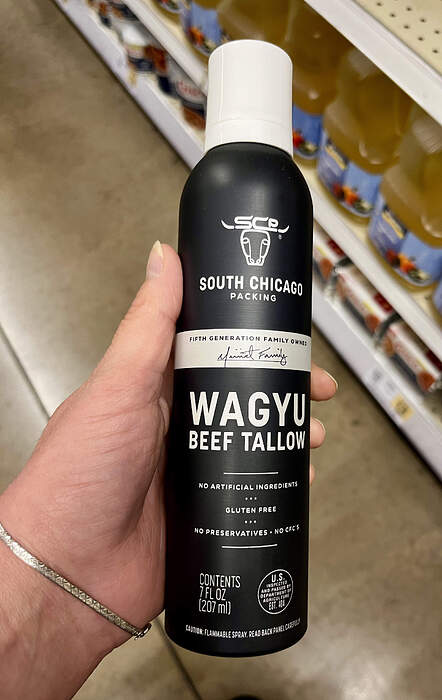 SCP
®
SOUTH CHICAGO
PACKING
FIFTH GENERATION FAMILY OWNED
WAGYU
BEEF TALLOW
NO ARTIFICIAL INGREDIENTS
GLUTEN FREE
NO PRESERVATIVES • NO CFC'S
CONTENTS
7 FL OZ
(207 ml)
U.S.
INSPECTED
AND PASSED BY
DEPARTMENT OF
AGRICULTURE
EST.
CAUTION: FLAMMABLE SPRAY. READ BACK PANEL CAREFULLY